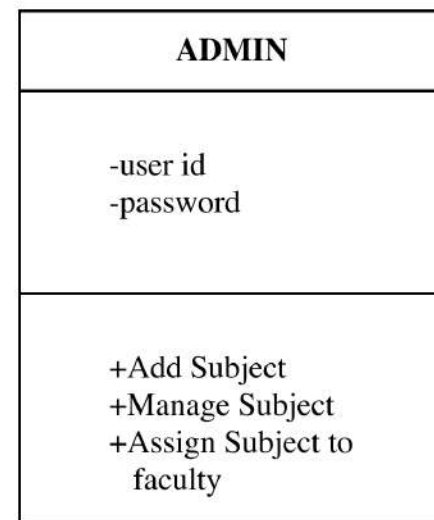 ADMIN
-user id
-password
+Add Subject
+Manage Subject
+Assign Subject to
faculty